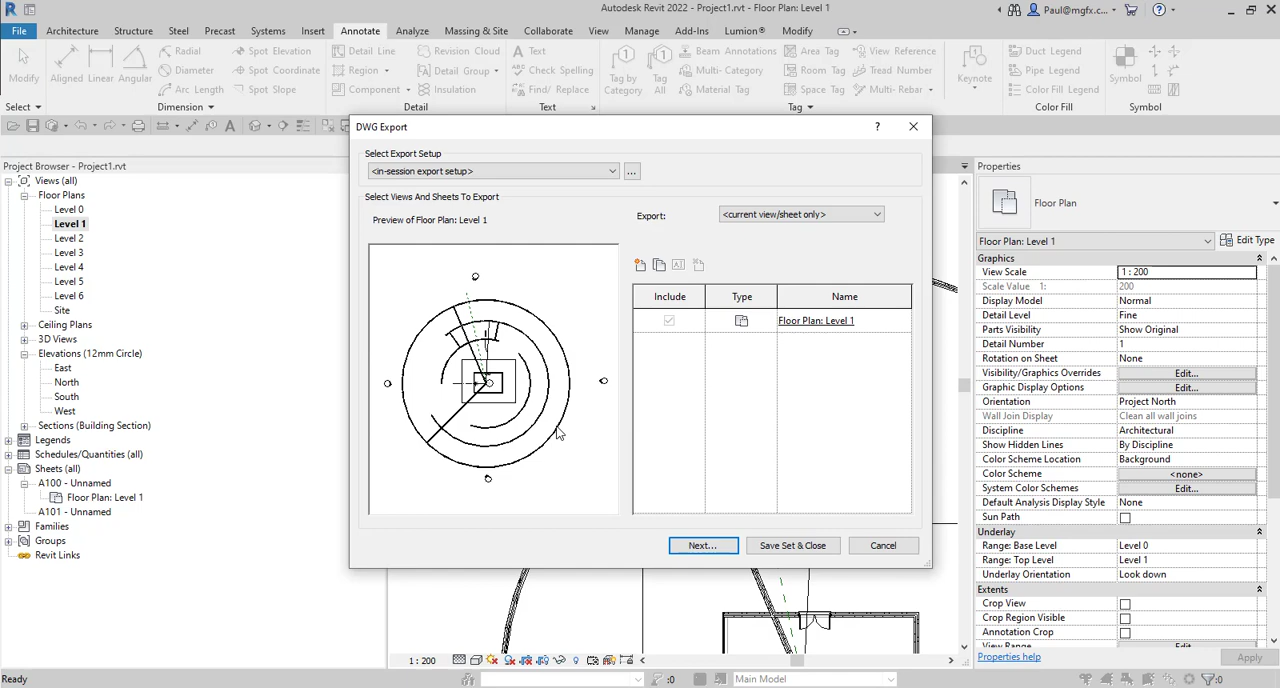 Autodesk Revit 2022 - Project1.rvt - Floor Plan: Level 1
Paul@mgfx.c...
File Architecture Structure Steel Precast Systems Insert Annotate Analyze Massing & Site Collaborate View Manage Add-Ins Lumion® Modify
Modify
Aligned Linear Angular
Radial
Diameter
Arc Length
Spot Elevation
Spot Coordinate
Spot Slope
Detail Line
Region
Component
Revision Cloud
Detail Group
Insulation
Text
Check Spelling
Find/ Replace
Tag by Category
Tag All
Beam Annotations
Multi- Category
Material Tag
Area Tag
Room Tag
Space Tag
View Reference
Tread Number
Multi- Rebar
Keynote
Duct Legend
Pipe Legend
Color Fill Legend
Symbol
Select Dimension Detail Text Tag Color Fill Symbol
Project Browser - Project1.rvt
Views (all)
Floor Plans
Level 0
Level 1
Level 2
Level 3
Level 4
Level 5
Level 6
Site
Ceiling Plans
3D Views
Elevations (12mm Circle)
East
North
South
West
Sections (Building Section)
Legends
Schedules/Quantities (all)
Sheets (all)
A100 - Unnamed
Floor Plan: Level 1
A101 - Unnamed
Families
Groups
Revit Links
DWG Export
?
Select Export Setup
<in-session export setup>
...
Select Views And Sheets To Export
Preview of Floor Plan: Level 1
Export: <current view/sheet only>
Include Type Name
Floor Plan: Level 1
Next... Save Set & Close Cancel
Properties
Floor Plan
Floor Plan: Level 1 Edit Type
Graphics
View Scale 1 : 200
Scale Value 1: 200
Display Model Normal
Detail Level Fine
Parts Visibility Show Original
Detail Number 1
Rotation on Sheet None
Visibility/Graphics Overrides Edit...
Graphic Display Options Edit...
Orientation Project North
Wall Join Display Clean all wall joins
Discipline Architectural
Show Hidden Lines By Discipline
Color Scheme Location Background
Color Scheme <none>
System Color Schemes Edit...
Default Analysis Display Style None
Sun Path
Underlay
Range: Base Level Level 0
Range: Top Level Level 1
Underlay Orientation Look down
Extents
Crop View
Crop Region Visible
Annotation Crop
View Range Edit...
Properties help Apply
1 : 200
Ready
:0 Main Model :0